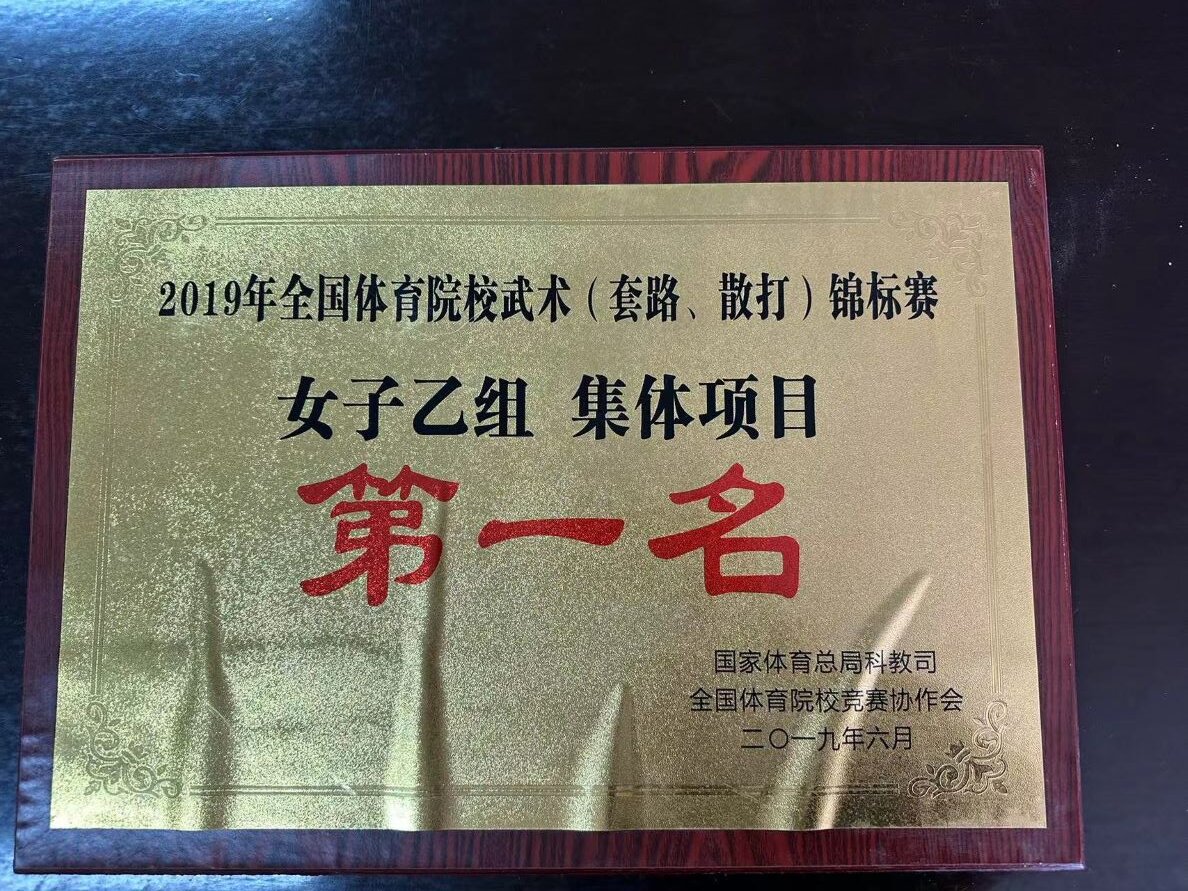 2019年全国体育院校武术（套路、散打）锦标赛
女子乙组 集体项目
第一名
国家体育总局科教司
全国体育院校竞赛协作会
二〇一九年六月